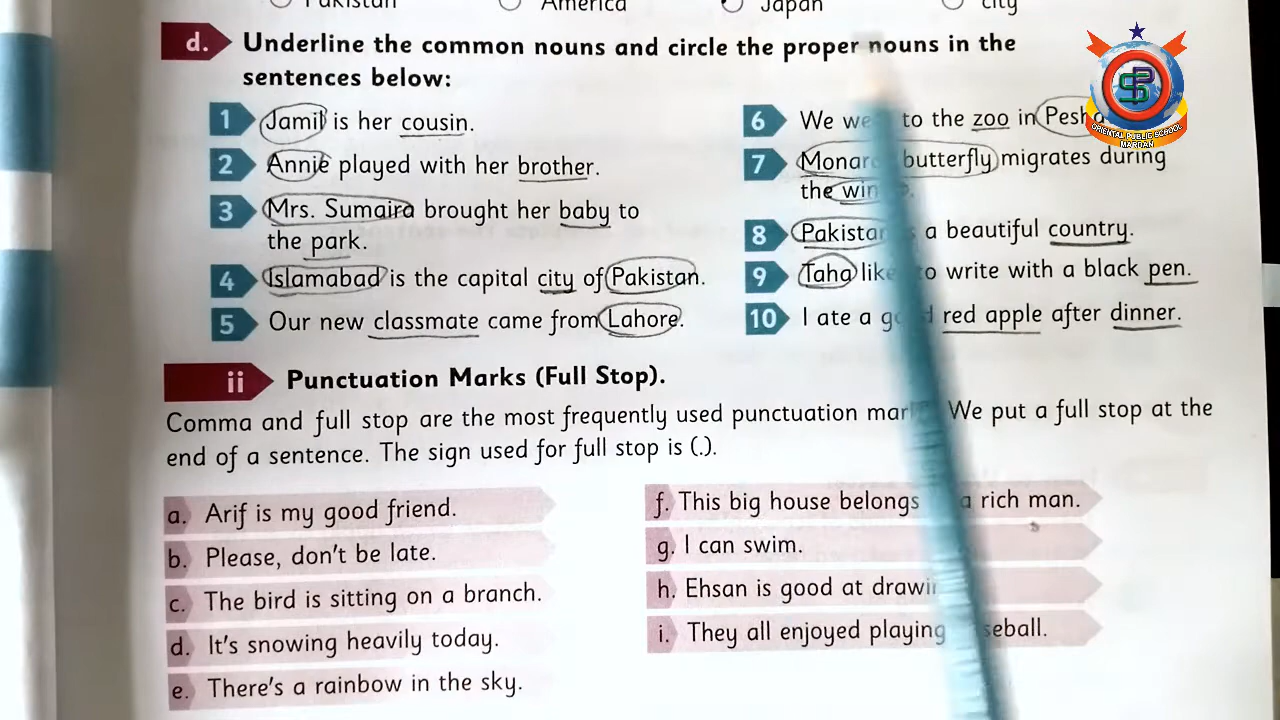 Pakistan America Japan city
d. Underline the common nouns and circle the proper nouns in the
sentences below:
1 Jamil is her cousin.
2 Annie played with her brother.
3 Mrs. Sumaira brought her baby to
the park.
4 Islamabad is the capital city of Pakistan.
5 Our new classmate came from Lahore.
6 We to the zoo in
7 butterfly migrates during
the
8 Pakistan a beautiful country.
9 Taha to write with a black pen.
10 I ate a red apple after dinner.
ii Punctuation Marks (Full Stop).
Comma and full stop are the most frequently used punctuation We put a full stop at the
end of a sentence. The sign used for full stop is (.).
a. Arif is my good friend.
b. Please, don't be late.
c. The bird is sitting on a branch.
d. It's snowing heavily today.
e. There's a rainbow in the sky.
f. This big house belongs a rich man.
g. I can swim.
h. Ehsan is good at
i. They all enjoyed playing
ORIENTAL PUBLIC SCHOOL
MARDAN